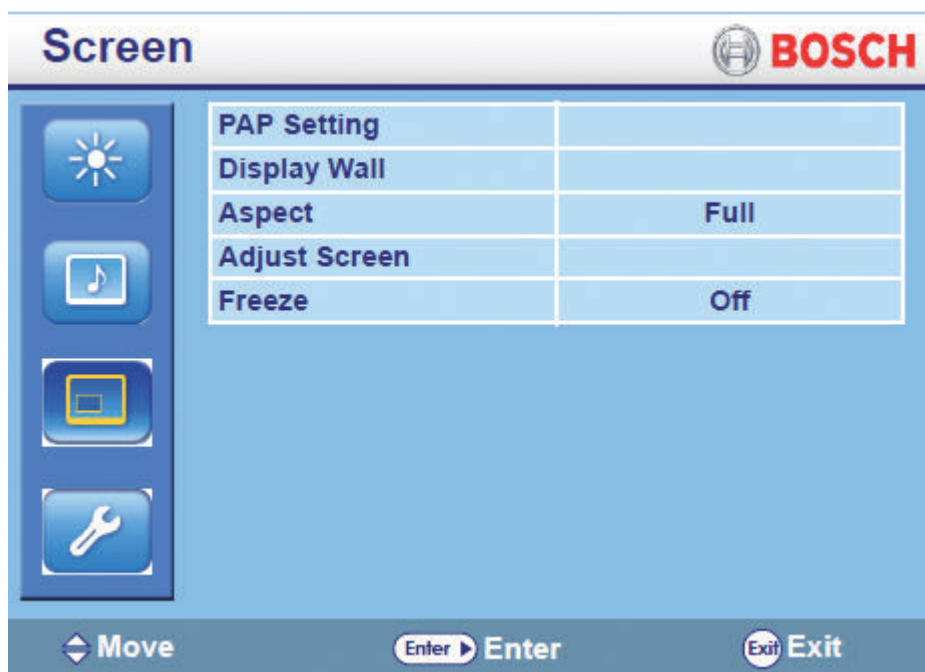 Screen BOSCH
PAP Setting
Display Wall
Aspect Full
Adjust Screen
Freeze Off
Move Enter Enter Exit Exit